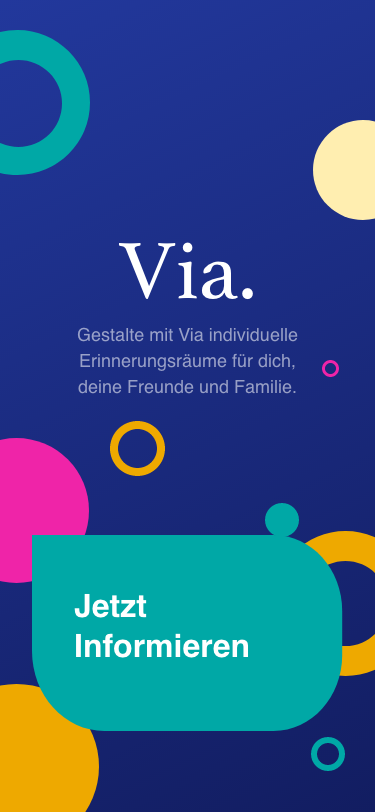 Via.
Gestalte mit Via individuelle
Erinnerungsräume für dich,
deine Freunde und Familie.
Jetzt
Informieren